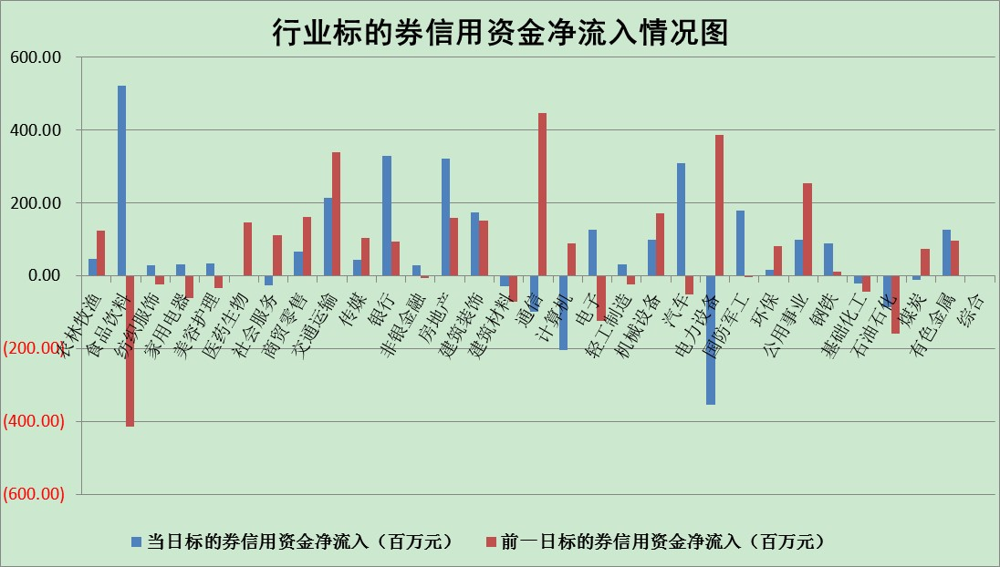 行业标的券信用资金净流入情况图
600.00
400.00
200.00
0.00
(200.00)
(400.00)
(600.00)
农林牧渔
食品饮料
纺织服饰
家用电器
美容护理
医药生物
社会服务
商贸零售
交通运输
传媒
银行
非银金融
房地产
建筑装饰
建筑材料
通信
计算机
电子
轻工制造
机械设备
汽车
电力设备
国防军工
环保
公用事业
钢铁
基础化工
石油石化
煤炭
有色金属
综合
当日标的券信用资金净流入（百万元）
前一日标的券信用资金净流入（百万元）